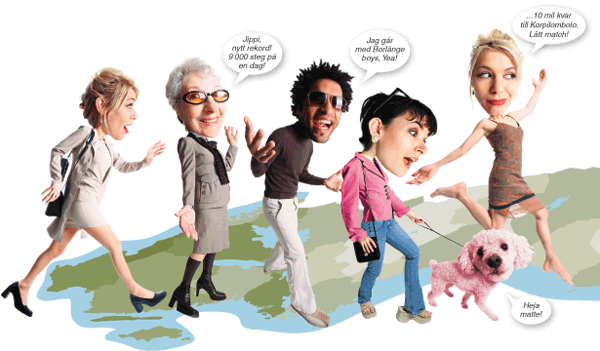 Jippi,
nytt rekord!
9 000 steg på
en dag!
Jag går
med Borlänge
boys, Yea!
...10 mil kvar
till Korpilombolo.
Lätt match!
Heja
matte!